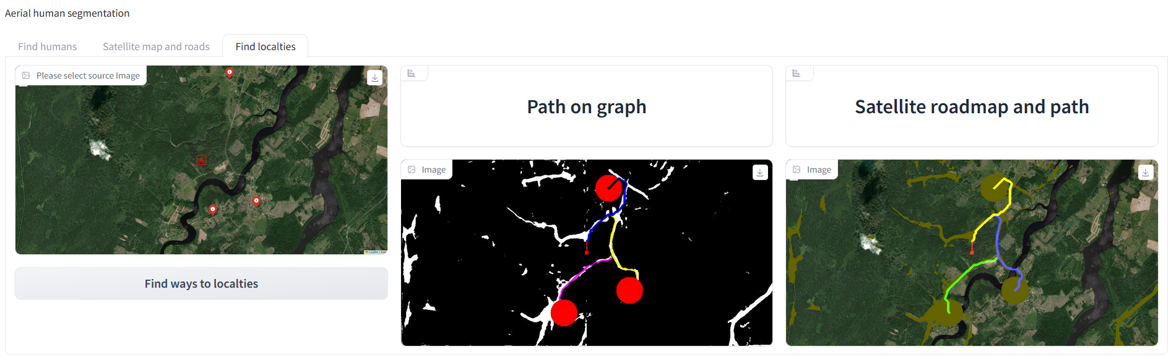 Aerial human segmentation
Find humans
Satellite map and roads
Find localties
Please select source Image
Path on graph
Satellite roadmap and path
Image
Image
Find ways to localties